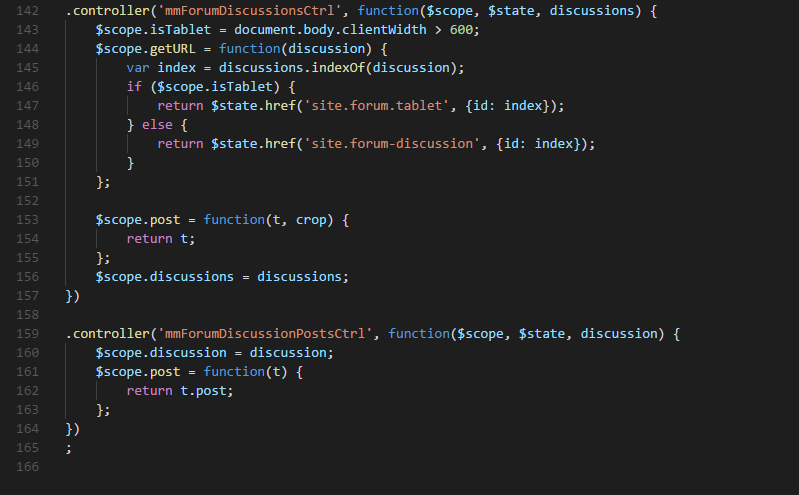 142 .controller('mmForumDiscussionsCtrl', function($scope, $state, discussions) {
143     $scope.isTablet = document.body.clientWidth > 600;
144     $scope.getURL = function(discussion) {
145         var index = discussions.indexOf(discussion);
146         if ($scope.isTablet) {
147             return $state.href('site.forum.tablet', {id: index});
148         } else {
149             return $state.href('site.forum-discussion', {id: index});
150         }
151     };
152
153     $scope.post = function(t, crop) {
154         return t;
155     };
156     $scope.discussions = discussions;
157 })
158
159 .controller('mmForumDiscussionPostsCtrl', function($scope, $state, discussion) {
160     $scope.discussion = discussion;
161     $scope.post = function(t) {
162         return t.post;
163     };
164 })
165 ;
166